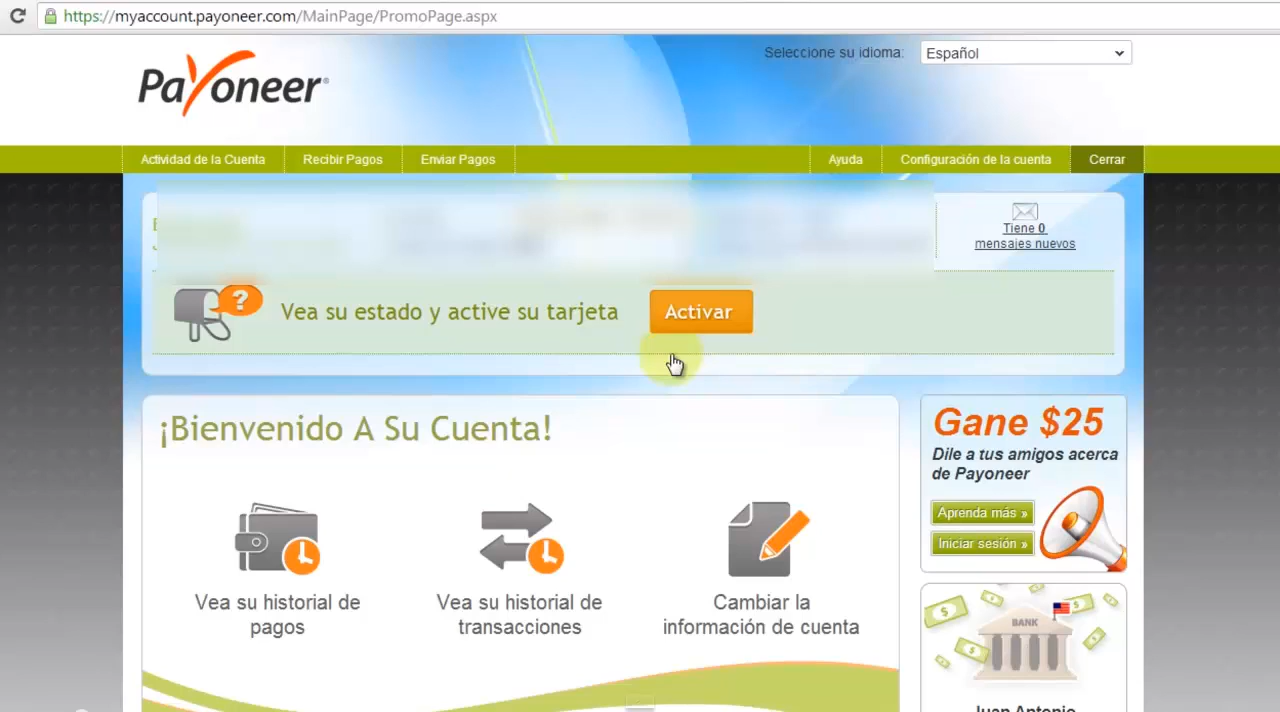 https://myaccount.payoneer.com/MainPage/PromoPage.aspx
Seleccione su idioma:
Español
Payoneer®
Actividad de la Cuenta
Recibir Pagos
Enviar Pagos
Ayuda
Configuración de la cuenta
Cerrar
Tiene 0
mensajes nuevos
?
Vea su estado y active su tarjeta
Activar
¡Bienvenido A Su Cuenta!
Vea su historial de
pagos
Vea su historial de
transacciones
Cambiar la
información de cuenta
Gane $25
Dile a tus amigos acerca
de Payoneer
Aprenda más »
Iniciar sesión »
BANK
Juan Antonio